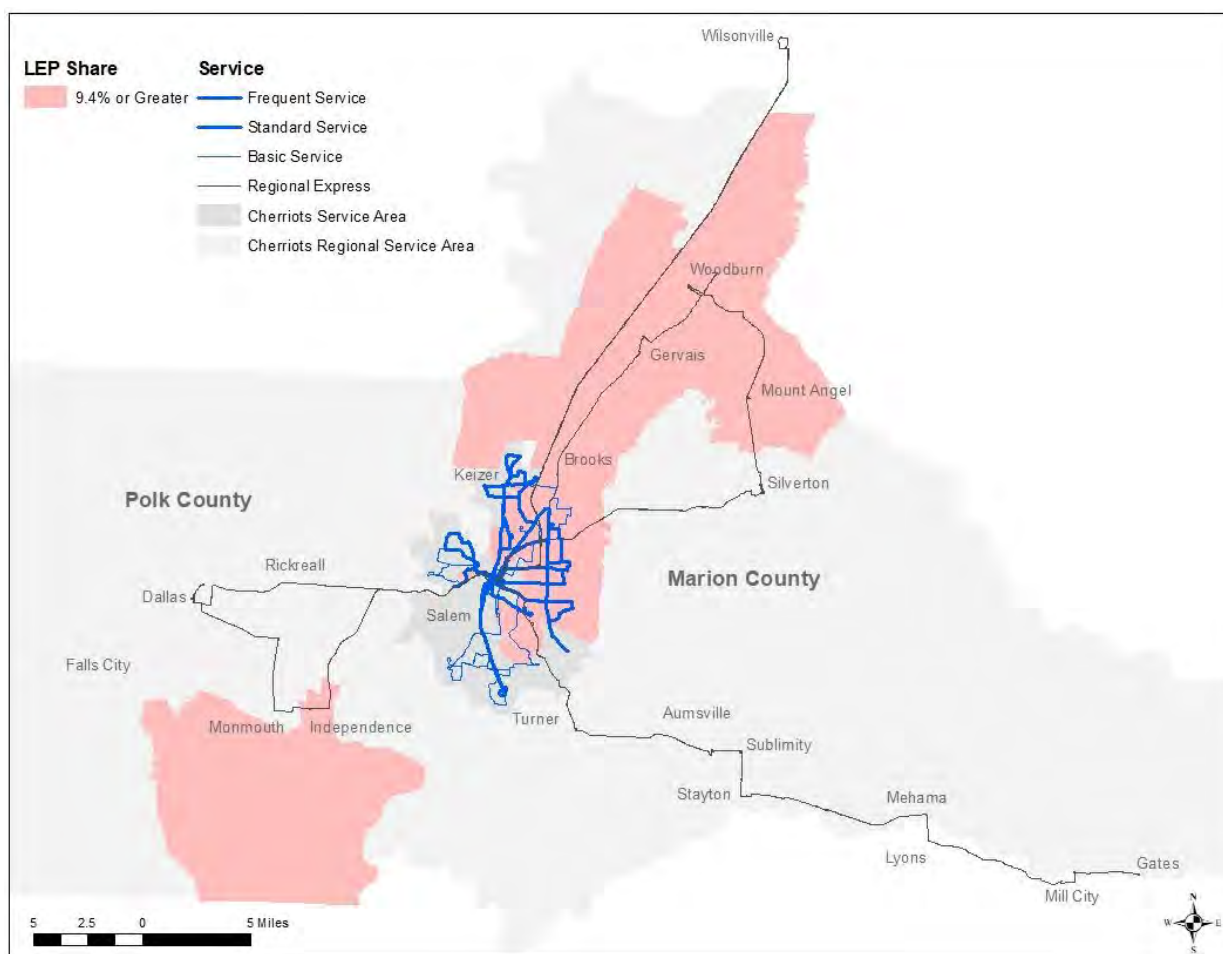 Wilsonville
LEP Share
Service
9.4% or Greater
Frequent Service
Standard Service
Basic Service
Regional Express
Cherriots Service Area
Cherriots Regional Service Area
Woodburn
Gervais
Mount Angel
Brooks
Keizer
Silverton
Polk County
Rickreall
Marion County
Dallas
Salem
Falls City
Monmouth
Independence
Turner
Aumsville
Sublimity
Stayton
Mehama
Lyons
Gates
Mill City
5 2.5 0 5 Miles
N
W E
S